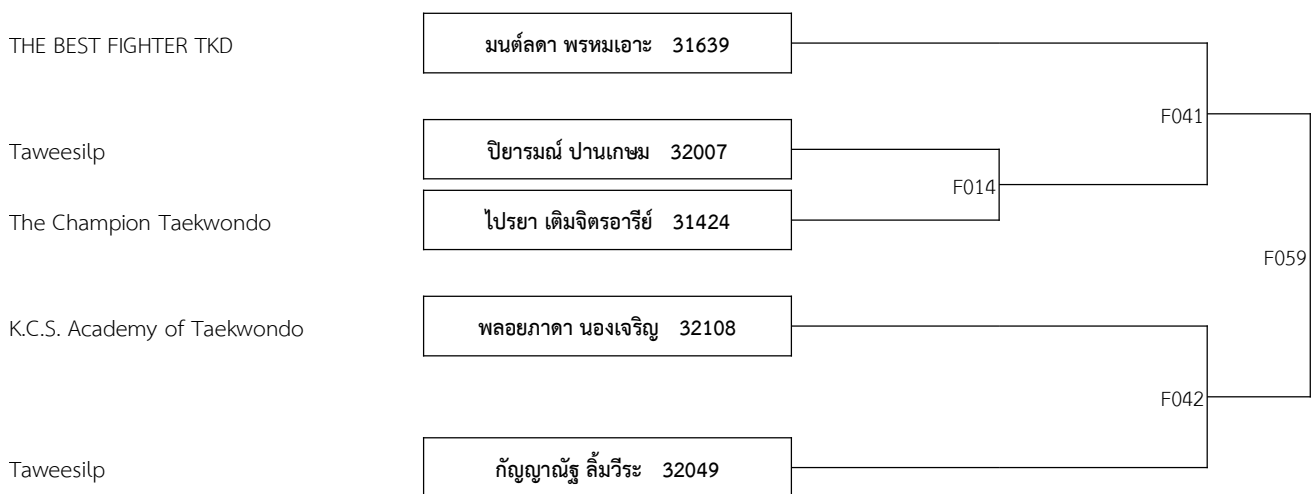 THE BEST FIGHTER TKD มนต์ลดา พรหมเอาะ 31639
F041
Taweesilp ปิยารมณ์ ปานเกษม 32007
F014
The Champion Taekwondo ไปรยา เติมจิตรอารีย์ 31424
F059
K.C.S. Academy of Taekwondo พลอยภาดา นองเจริญ 32108
F042
Taweesilp กัญญาณัฐ ลิ้มวีระ 32049